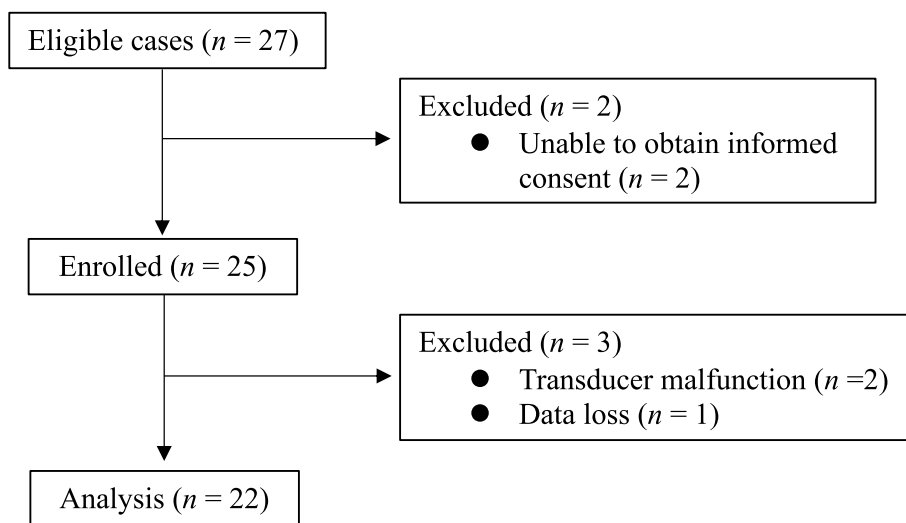 Eligible cases (n = 27)
Excluded (n = 2)
● Unable to obtain informed
consent (n = 2)
Enrolled (n = 25)
Excluded (n = 3)
● Transducer malfunction (n =2)
● Data loss (n = 1)
Analysis (n = 22)